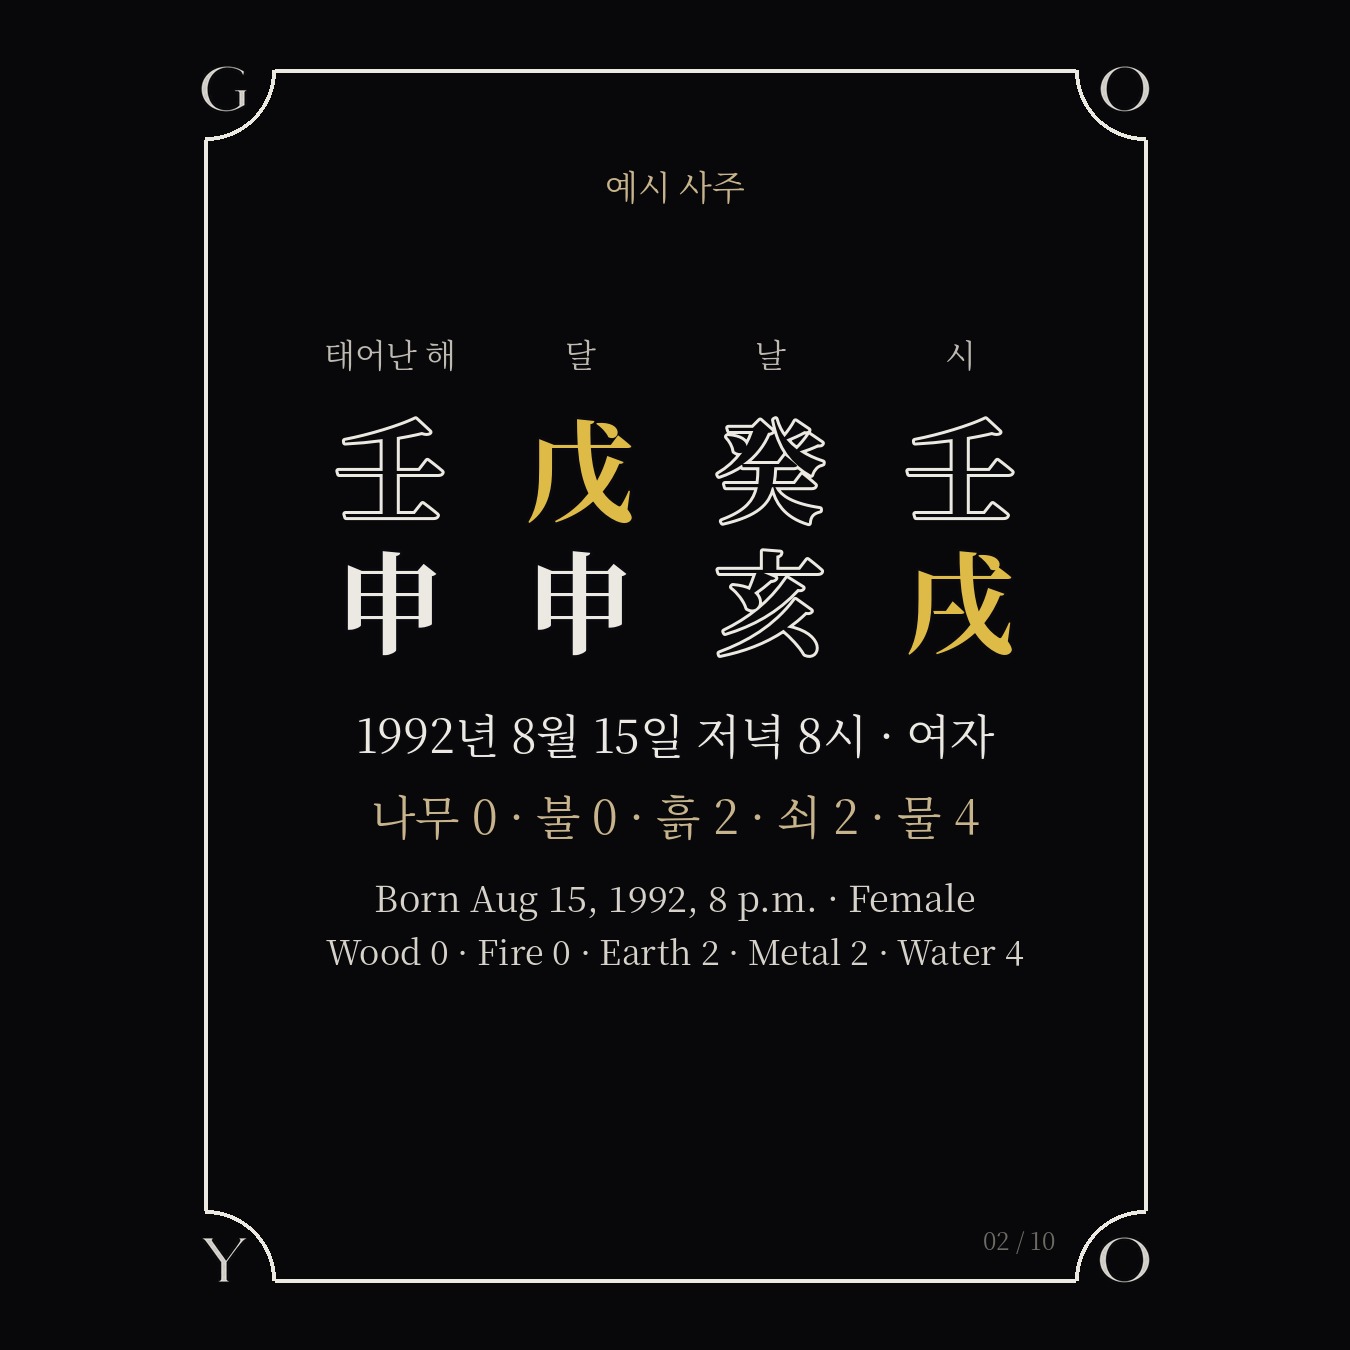 G O
예시 사주
태어난 해 달 날 시
壬 戊 癸 壬
申 申 亥 戌
1992년 8월 15일 저녁 8시 · 여자
나무 0 · 불 0 · 흙 2 · 쇠 2 · 물 4
Born Aug 15, 1992, 8 p.m. · Female
Wood 0 · Fire 0 · Earth 2 · Metal 2 · Water 4
02 / 10
Y O